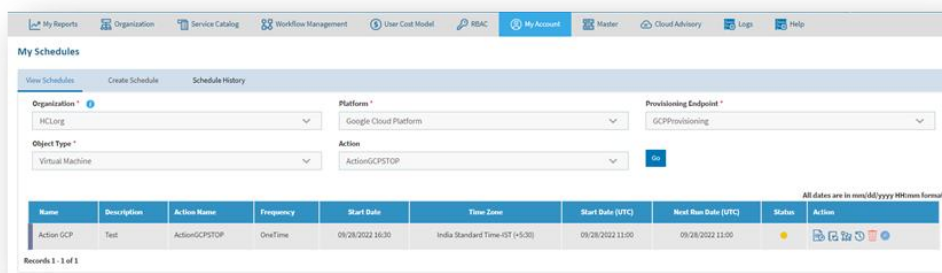 My Reports Organization Service Catalog Workflow Management User Cost Model RBAC My Account Master Cloud Advisory Logs Help
My Schedules
View Schedules Create Schedule Schedule History
Organization * Platform * Provisioning Endpoint *
HCLorg Google Cloud Platform GCPProvisioning
Object Type * Action
Virtual Machine ActionGCPSTOP Go
All dates are in mm/dd/yyyy HH:mm format
Name Description Action Name Frequency Start Date Time Zone Start Date (UTC) Next Run Date (UTC) Status Action
Action GCP Test ActionGCPSTOP OneTime 09/28/2022 16:30 India Standard Time-IST (+5:30) 09/28/2022 11:00 09/28/2022 11:00
Records 1 - 1 of 1